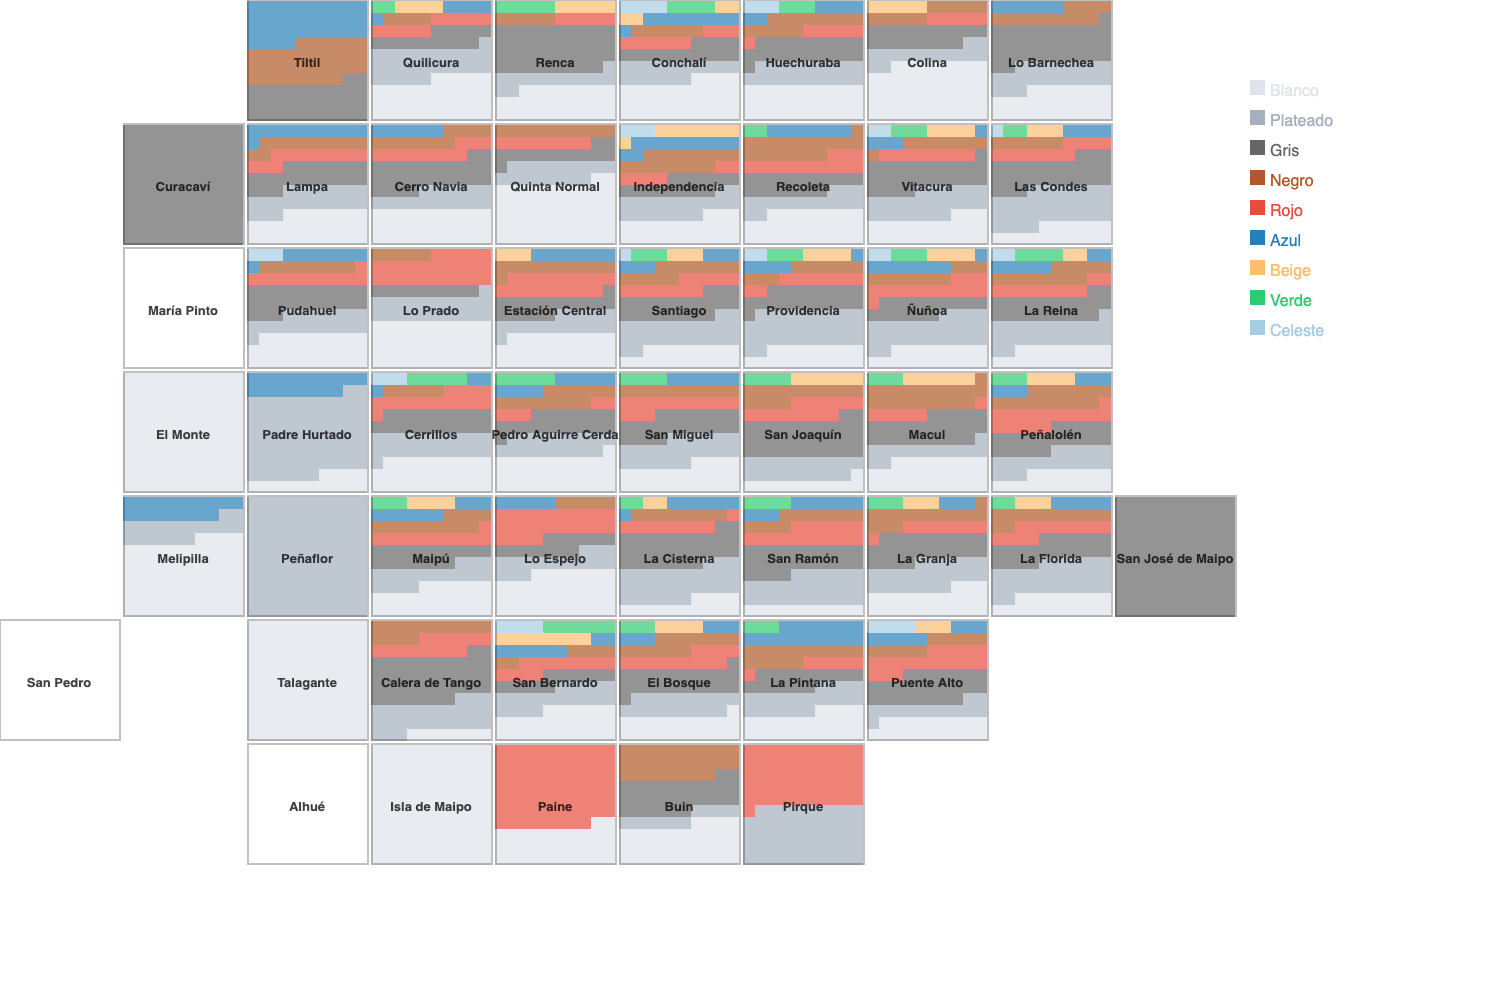 Tiltil
Quilicura
Renca
Conchalí
Huechuraba
Colina
Lo Barnechea
Curacaví
Lampa
Cerro Navia
Quinta Normal
Independencia
Recoleta
Vitacura
Las Condes
María Pinto
Pudahuel
Lo Prado
Estación Central
Santiago
Providencia
Ñuñoa
La Reina
El Monte
Padre Hurtado
Cerrillos
Pedro Aguirre Cerda
San Miguel
San Joaquín
Macul
Peñalolén
Melipilla
Peñaflor
Maipú
Lo Espejo
La Cisterna
San Ramón
La Granja
La Florida
San José de Maipo
San Pedro
Talagante
Calera de Tango
San Bernardo
El Bosque
La Pintana
Puente Alto
Alhué
Isla de Maipo
Paine
Buin
Pirque
Blanco
Plateado
Gris
Negro
Rojo
Azul
Beige
Verde
Celeste